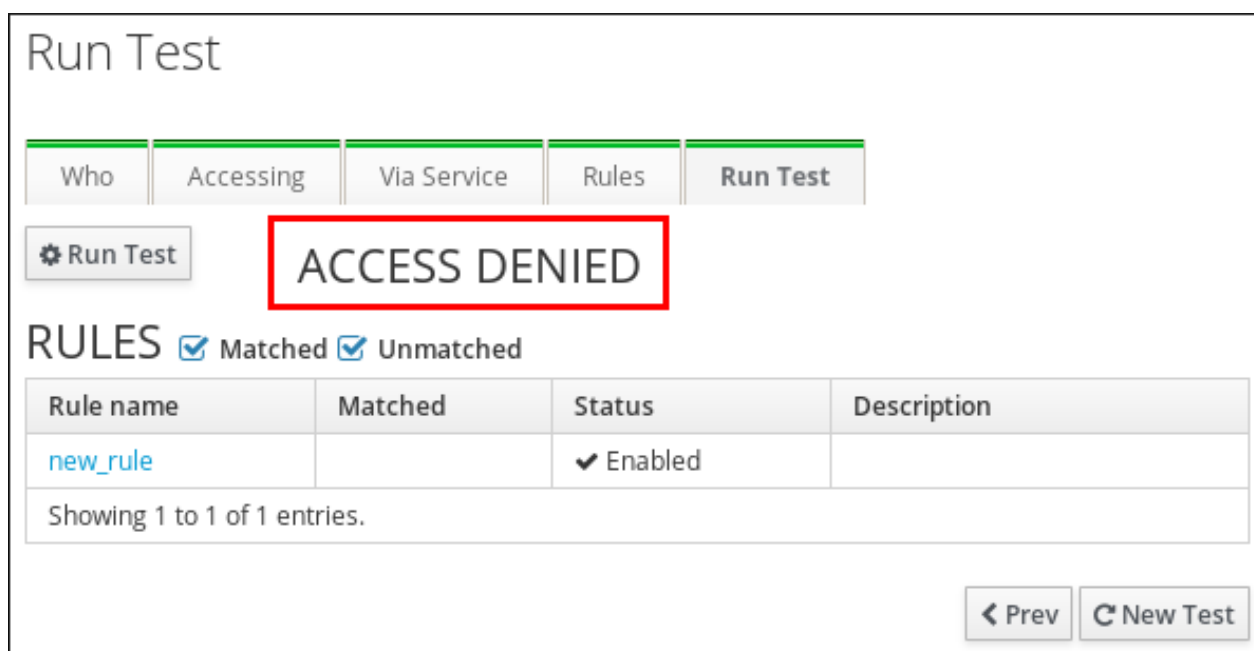 Run Test
Who Accessing Via Service Rules Run Test
Run Test ACCESS DENIED
RULES Matched Unmatched
Rule name Matched Status Description
new_rule Enabled
Showing 1 to 1 of 1 entries.
Prev New Test